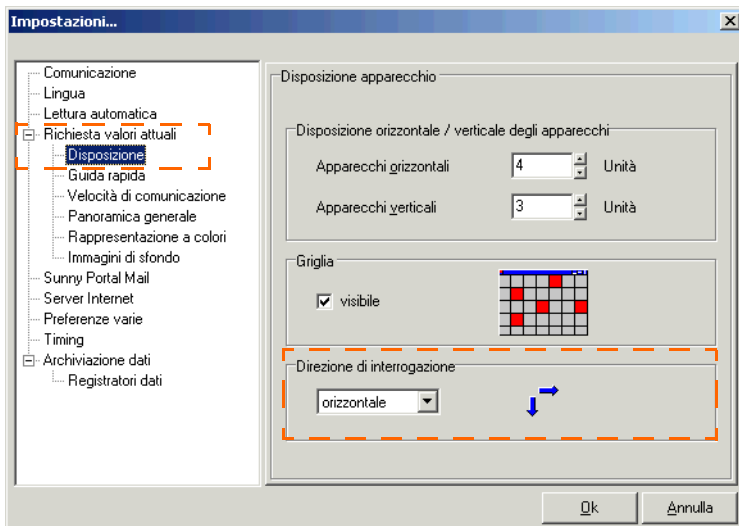 Impostazioni...
Comunicazione
Lingua
Lettura automatica
Richiesta valori attuali
Disposizione
Guida rapida
Velocità di comunicazione
Panoramica generale
Rappresentazione a colori
Immagini di sfondo
Sunny Portal Mail
Server Internet
Preferenze varie
Timing
Archiviazione dati
Registratori dati
Disposizione apparecchio
Disposizione orizzontale / verticale degli apparecchi
Apparecchi orizzontali 4 Unità
Apparecchi verticali 3 Unità
Griglia
visibile
Direzione di interrogazione
orizzontale
Ok Annulla